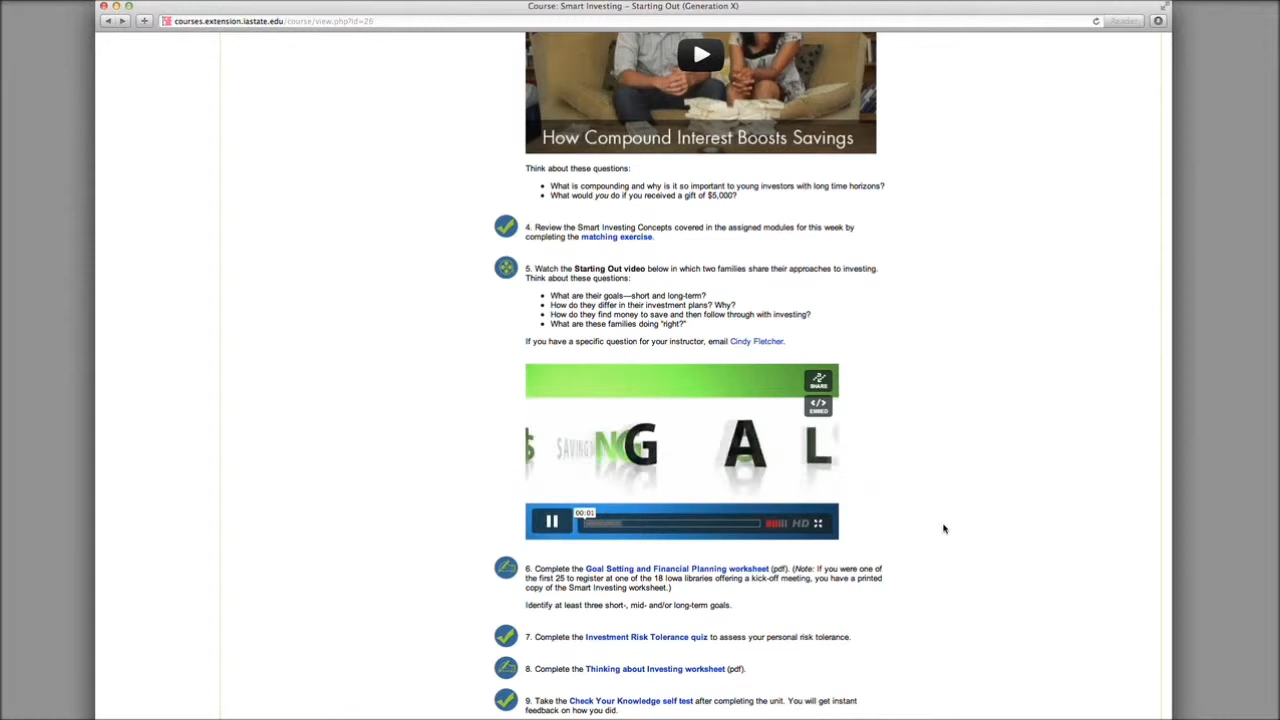 Course: Smart Investing – Starting Out (Generation X)
courses.extension.iastate.edu/course/view.php?id=26
Reader
How Compound Interest Boosts Savings
Think about these questions:
• What is compounding and why is it so important to young investors with long time horizons?
• What would you do if you received a gift of $5,000?
4. Review the Smart Investing Concepts covered in the assigned modules for this week by
completing the matching exercise.
5. Watch the Starting Out video below in which two families share their approaches to investing.
Think about these questions:
• What are their goals—short and long-term?
• How do they differ in their investment plans? Why?
• How do they find money to save and then follow through with investing?
• What are these families doing "right?"
If you have a specific question for your instructor, email Cindy Fletcher.
SHARE
EMBED
$ SAVING NG G A L
00:01
HD
6. Complete the Goal Setting and Financial Planning worksheet (pdf). (Note: If you were one of
the first 25 to register at one of the 18 Iowa libraries offering a kick-off meeting, you have a printed
copy of the Smart Investing worksheet.)
Identify at least three short-, mid- and/or long-term goals.
7. Complete the Investment Risk Tolerance quiz to assess your personal risk tolerance.
8. Complete the Thinking about Investing worksheet (pdf).
9. Take the Check Your Knowledge self test after completing the unit. You will get instant
feedback on how you did.